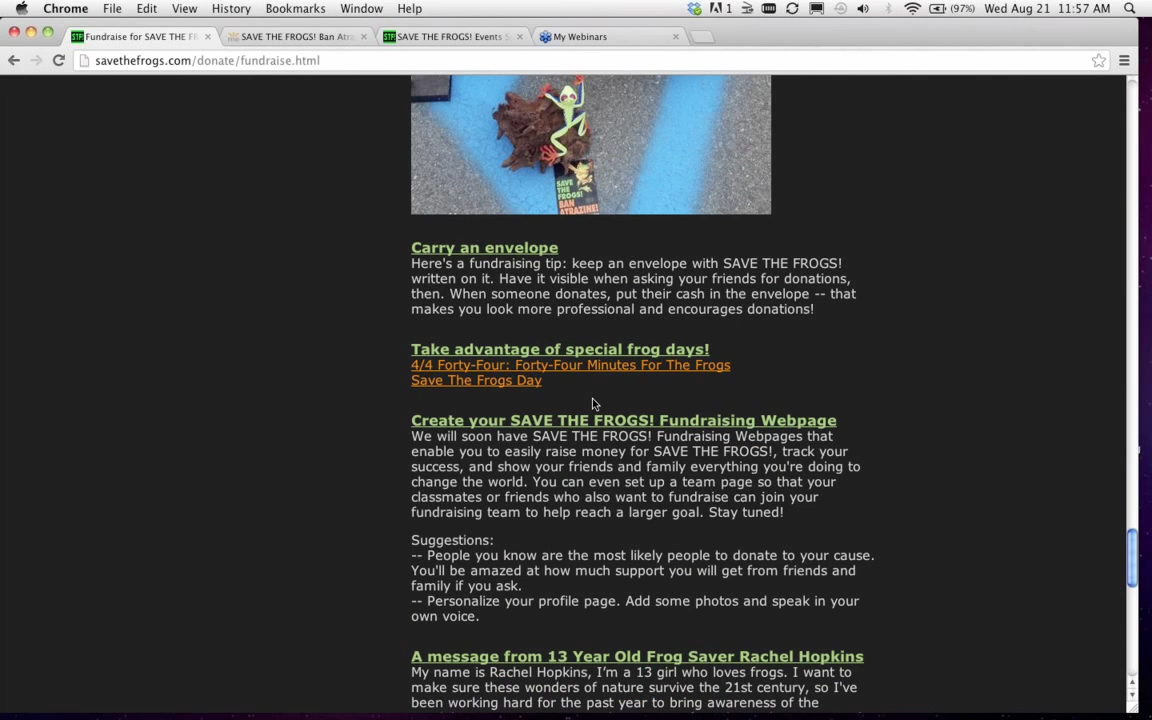 Chrome File Edit View History Bookmarks Window Help 1 (97%) Wed Aug 21 11:57 AM
Fundraise for SAVE THE FR SAVE THE FROGS! Ban Atra SAVE THE FROGS! Events S My Webinars
savethefrogs.com/donate/fundraise.html
SAVE
THE
FROGS!
BAN
ATRAZINE!
Carry an envelope
Here's a fundraising tip: keep an envelope with SAVE THE FROGS!
written on it. Have it visible when asking your friends for donations,
then. When someone donates, put their cash in the envelope -- that
makes you look more professional and encourages donations!
Take advantage of special frog days!
4/4 Forty-Four: Forty-Four Minutes For The Frogs
Save The Frogs Day
Create your SAVE THE FROGS! Fundraising Webpage
We will soon have SAVE THE FROGS! Fundraising Webpages that
enable you to easily raise money for SAVE THE FROGS!, track your
success, and show your friends and family everything you're doing to
change the world. You can even set up a team page so that your
classmates or friends who also want to fundraise can join your
fundraising team to help reach a larger goal. Stay tuned!
Suggestions:
-- People you know are the most likely people to donate to your cause.
You'll be amazed at how much support you will get from friends and
family if you ask.
-- Personalize your profile page. Add some photos and speak in your
own voice.
A message from 13 Year Old Frog Saver Rachel Hopkins
My name is Rachel Hopkins, I'm a 13 girl who loves frogs. I want to
make sure these wonders of nature survive the 21st century, so I've
been working hard for the past year to bring awareness of the